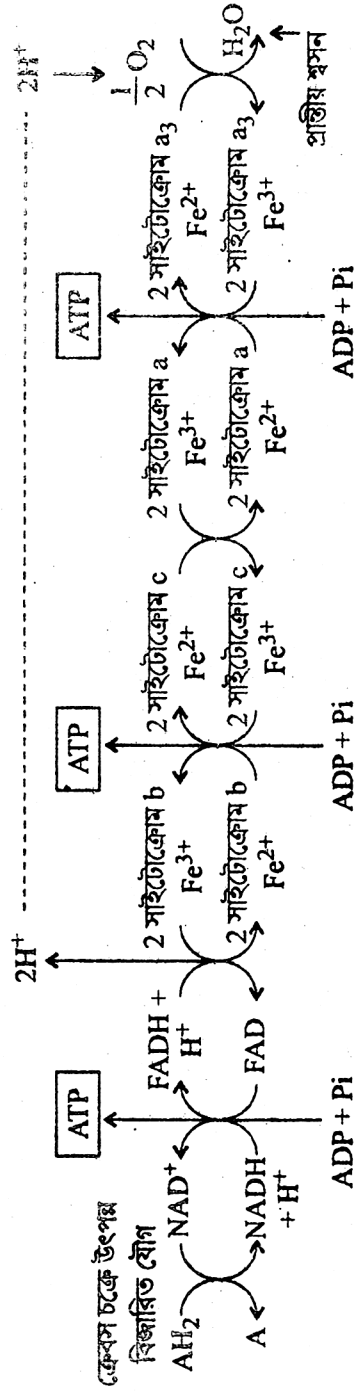 ক্রেবস চক্রে উৎপন্ন
বিজারিত যৌগ
AH₂
A
NAD⁺
NADH
+ H⁺
ATP
ADP + Pi
FADH +
H⁺
FAD
2H⁺
2 সাইটোক্রোম b
Fe³⁺
2 সাইটোক্রোম b
Fe²⁺
ATP
ADP + Pi
2 সাইটোক্রোম c
Fe²⁺
2 সাইটোক্রোম c
Fe³⁺
2 সাইটোক্রোম a
Fe³⁺
2 সাইটোক্রোম a
Fe²⁺
ATP
ADP + Pi
2 সাইটোক্রোম a₃
Fe²⁺
2 সাইটোক্রোম a₃
Fe³⁺
2H⁺
½O₂
H₂O
প্রান্তীয় শ্বসন